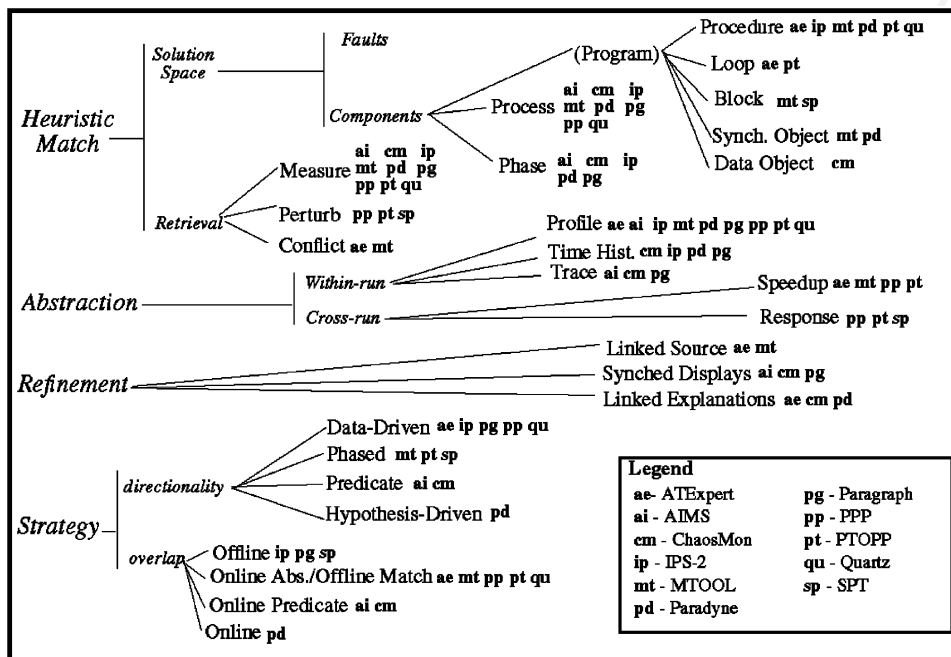 Heuristic
Match
Solution
Space
Faults
Components
(Program)
Procedure ae ip mt pd pt qu
Loop ae pt
Block mt sp
Synch. Object mt pd
Data Object cm
Process ai cm ip
mt pd pg
pp qu
Phase ai cm ip
pd pg
Retrieval
Measure ai cm ip
mt pd pg
pp pt qu
Perturb pp pt sp
Conflict ae mt
Abstraction
Within-run
Profile ae ai ip mt pd pg pp pt qu
Time Hist. cm ip pd pg
Trace ai cm pg
Cross-run
Speedup ae mt pp pt
Response pp pt sp
Refinement
Linked Source ae mt
Synched Displays ai cm pg
Linked Explanations ae cm pd
Strategy
directionality
Data-Driven ae ip pg pp qu
Phased mt pt sp
Predicate ai cm
Hypothesis-Driven pd
overlap
Offline ip pg sp
Online Abs./Offline Match ae mt pp pt qu
Online Predicate ai cm
Online pd
Legend
ae- ATExpert
ai - AIMS
cm - ChaosMon
ip - IPS-2
mt - MTOOL
pd - Paradyne
pg - Paragraph
pp - PPP
pt - PTOPP
qu - Quartz
sp - SPT